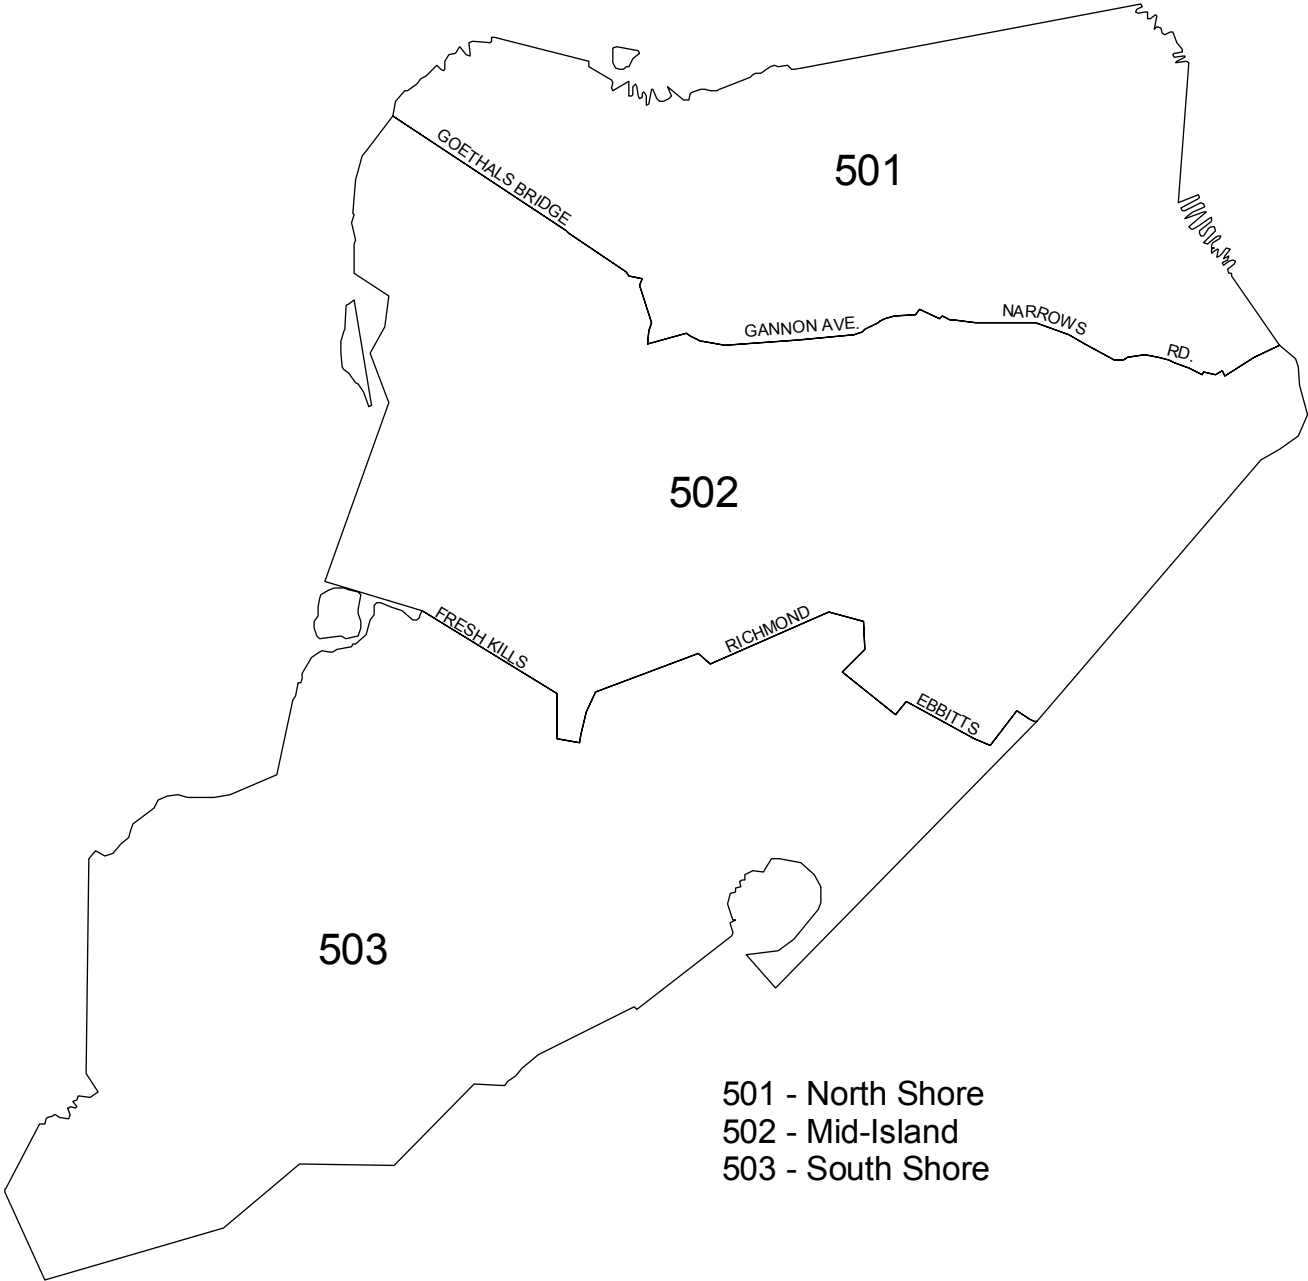 GOETHALS BRIDGE
501
GANNON AVE.
NARROWS
RD.
502
FRESH KILLS
RICHMOND
EBBITTS
503
501 - North Shore
502 - Mid-Island
503 - South Shore